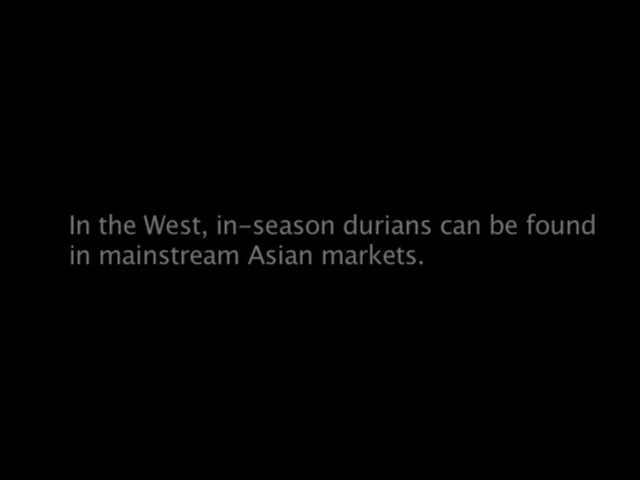 In the West, in-season durians can be found
in mainstream Asian markets.